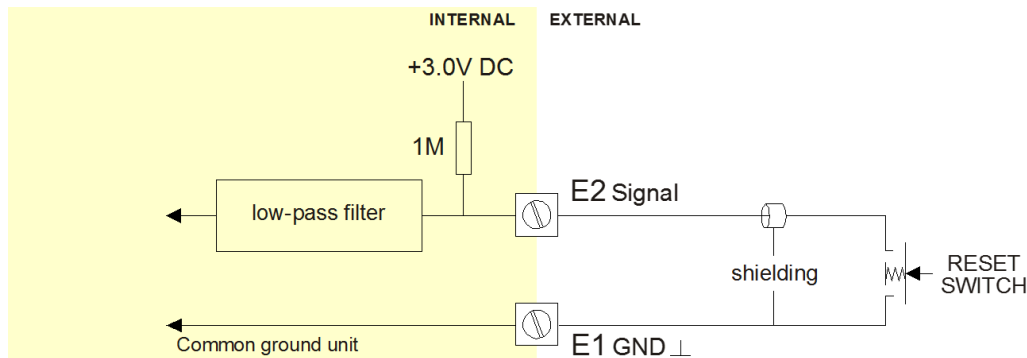 INTERNAL EXTERNAL
+3.0V DC
1M
E2 Signal
low-pass filter
shielding
RESET
SWITCH
Common ground unit
E1 GND ⊥